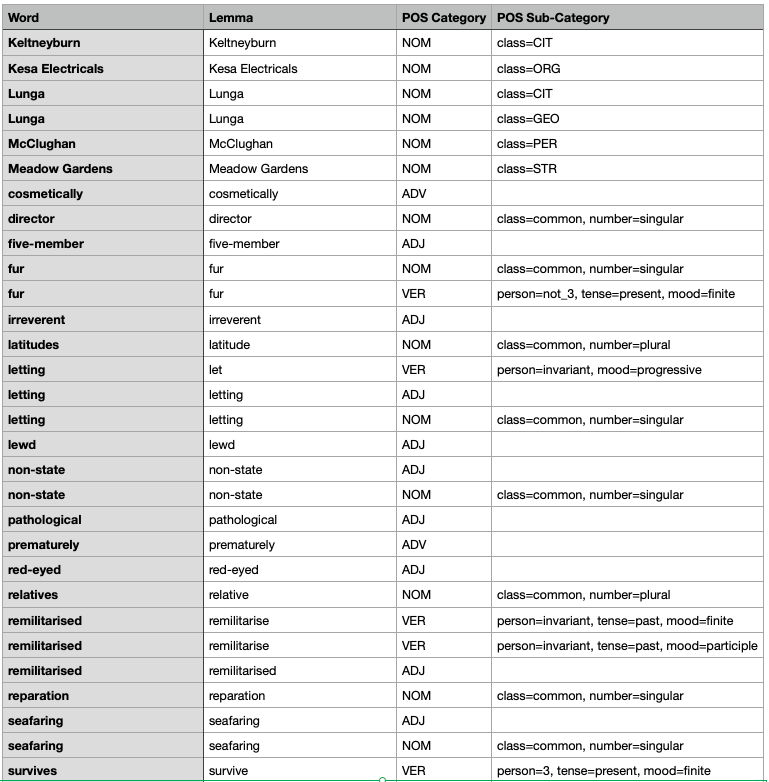 Word Lemma POS Category POS Sub-Category
Keltneyburn Keltneyburn NOM class=CIT
Kesa Electricals Kesa Electricals NOM class=ORG
Lunga Lunga NOM class=CIT
Lunga Lunga NOM class=GEO
McClughan McClughan NOM class=PER
Meadow Gardens Meadow Gardens NOM class=STR
cosmetically cosmetically ADV
director director NOM class=common, number=singular
five-member five-member ADJ
fur fur NOM class=common, number=singular
fur fur VER person=not_3, tense=present, mood=finite
irreverent irreverent ADJ
latitudes latitude NOM class=common, number=plural
letting let VER person=invariant, mood=progressive
letting letting ADJ
letting letting NOM class=common, number=singular
lewd lewd ADJ
non-state non-state ADJ
non-state non-state NOM class=common, number=singular
pathological pathological ADJ
prematurely prematurely ADV
red-eyed red-eyed ADJ
relatives relative NOM class=common, number=plural
remilitarised remilitarise VER person=invariant, tense=past, mood=finite
remilitarised remilitarise VER person=invariant, tense=past, mood=participle
remilitarised remilitarised ADJ
reparation reparation NOM class=common, number=singular
seafaring seafaring ADJ
seafaring seafaring NOM class=common, number=singular
survives survive VER person=3, tense=present, mood=finite